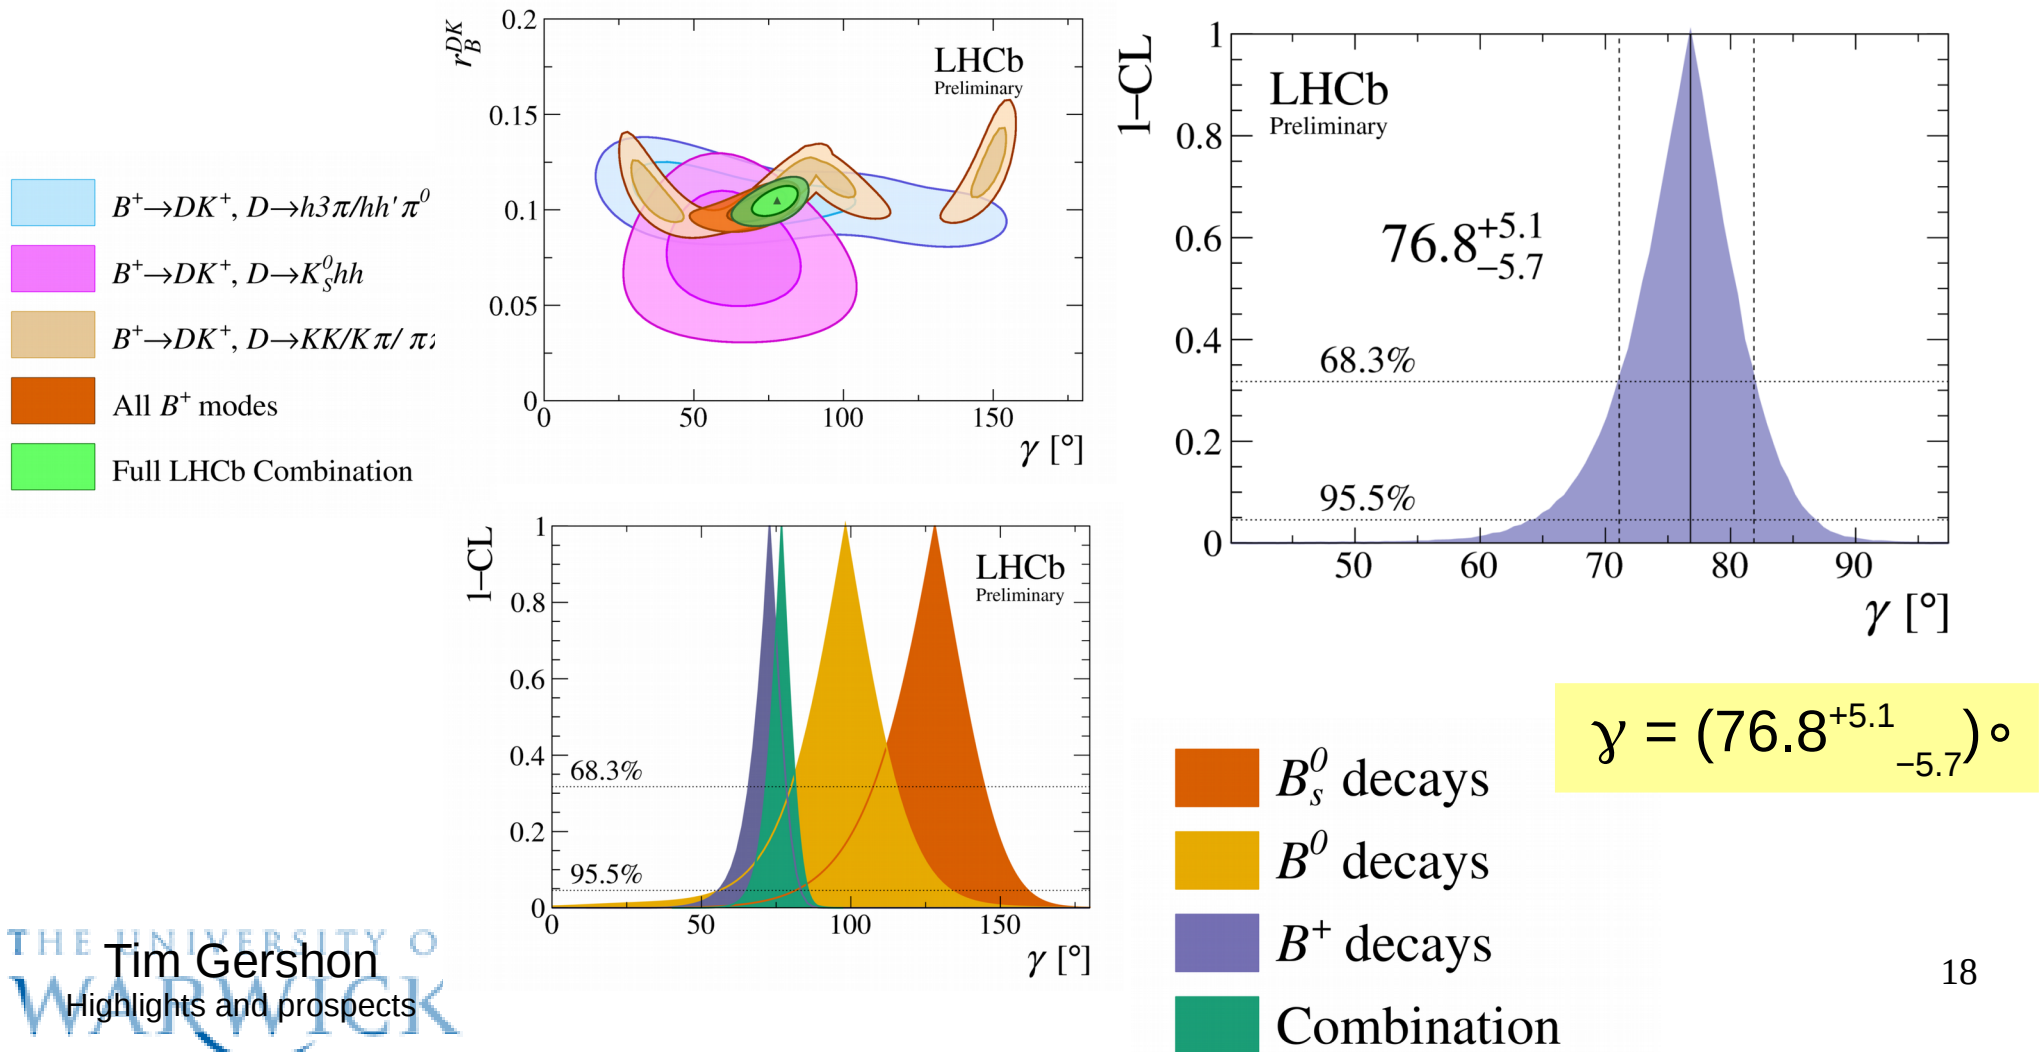 B⁺→DK⁺, D→h3π/hh'π⁰
B⁺→DK⁺, D→K⁰_Shh
B⁺→DK⁺, D→KK/Kπ/
All B⁺ modes
Full LHCb Combination
r_B^{DK}
0.2
0.15
0.1
0.05
0
LHCb
Preliminary
0 50 100 150
γ [°]
1–CL
1
0.8
0.6
0.4
0.2
0
LHCb
Preliminary
76.8^{+5.1}_{−5.7}
68.3%
95.5%
50 60 70 80 90
γ [°]
1–CL
1
0.8
0.6
0.4
0.2
0
LHCb
Preliminary
68.3%
95.5%
0 50 100 150
γ [°]
γ = (76.8^{+5.1}_{−5.7})∘
B⁰_s decays
B⁰ decays
B⁺ decays
Combination
THE UNIVERSITY O
WARWICK
Tim Gershon
Highlights and prospects
18